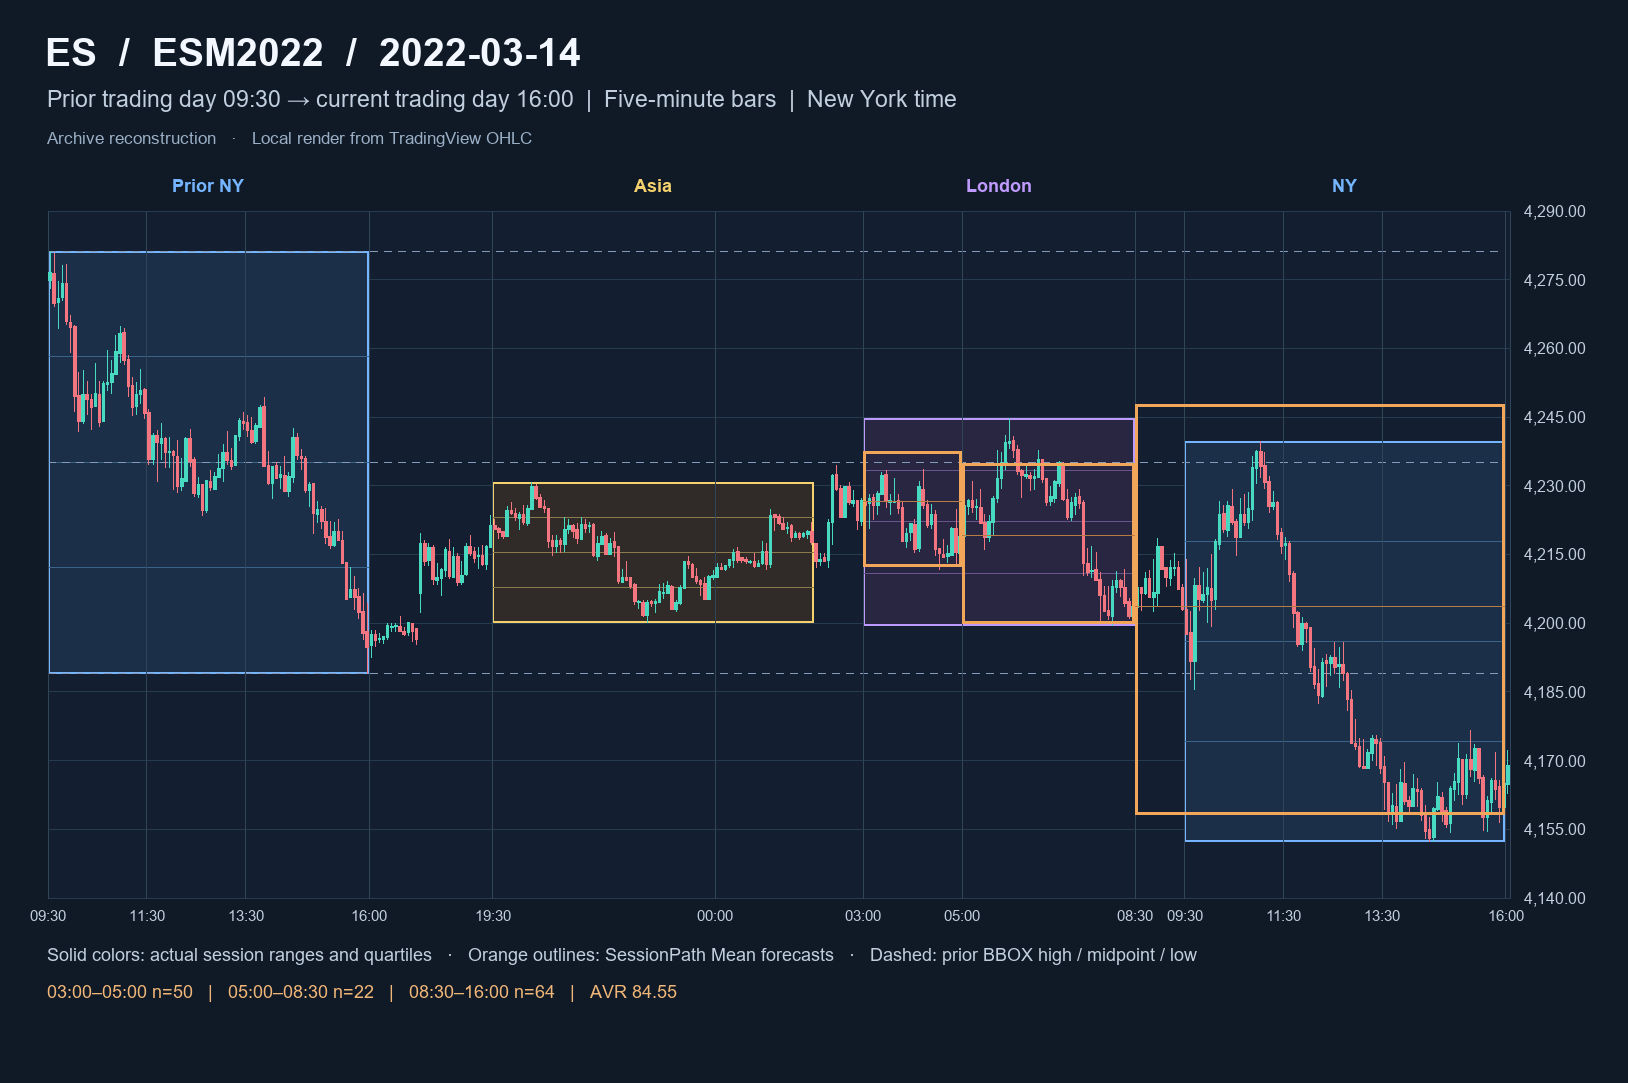 ES / ESM2022 / 2022-03-14
Prior trading day 09:30 → current trading day 16:00 | Five-minute bars | New York time
Archive reconstruction · Local render from TradingView OHLC
Prior NY Asia London NY
4,290.00
4,275.00
4,260.00
4,245.00
4,230.00
4,215.00
4,200.00
4,185.00
4,170.00
4,155.00
4,140.00
09:30 11:30 13:30 16:00 19:30 00:00 03:00 05:00 08:30 09:30 11:30 13:30 16:00
Solid colors: actual session ranges and quartiles · Orange outlines: SessionPath Mean forecasts · Dashed: prior BBOX high / midpoint / low
03:00–05:00 n=50 | 05:00–08:30 n=22 | 08:30–16:00 n=64 | AVR 84.55